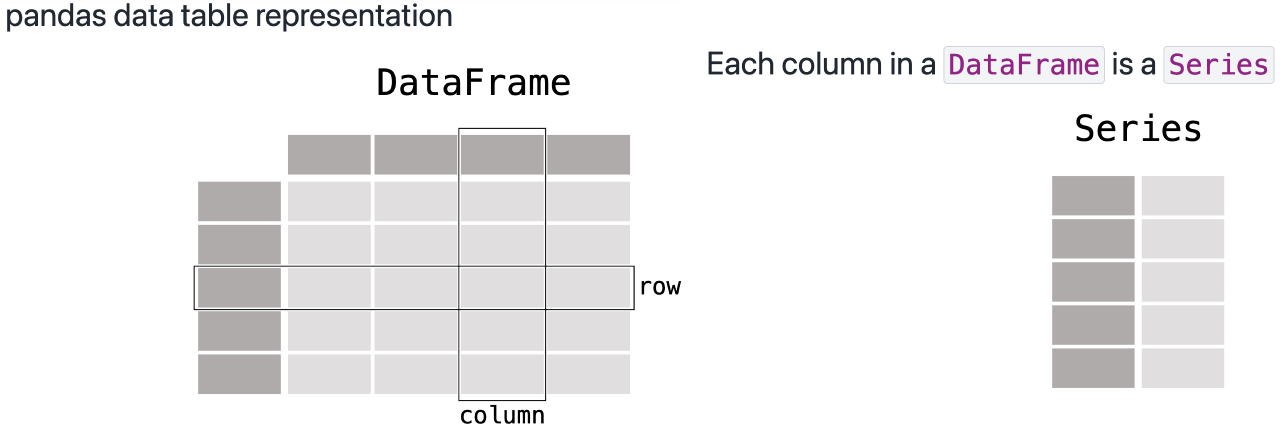 pandas data table representation
DataFrame
row
column
Each column in a DataFrame is a Series
Series